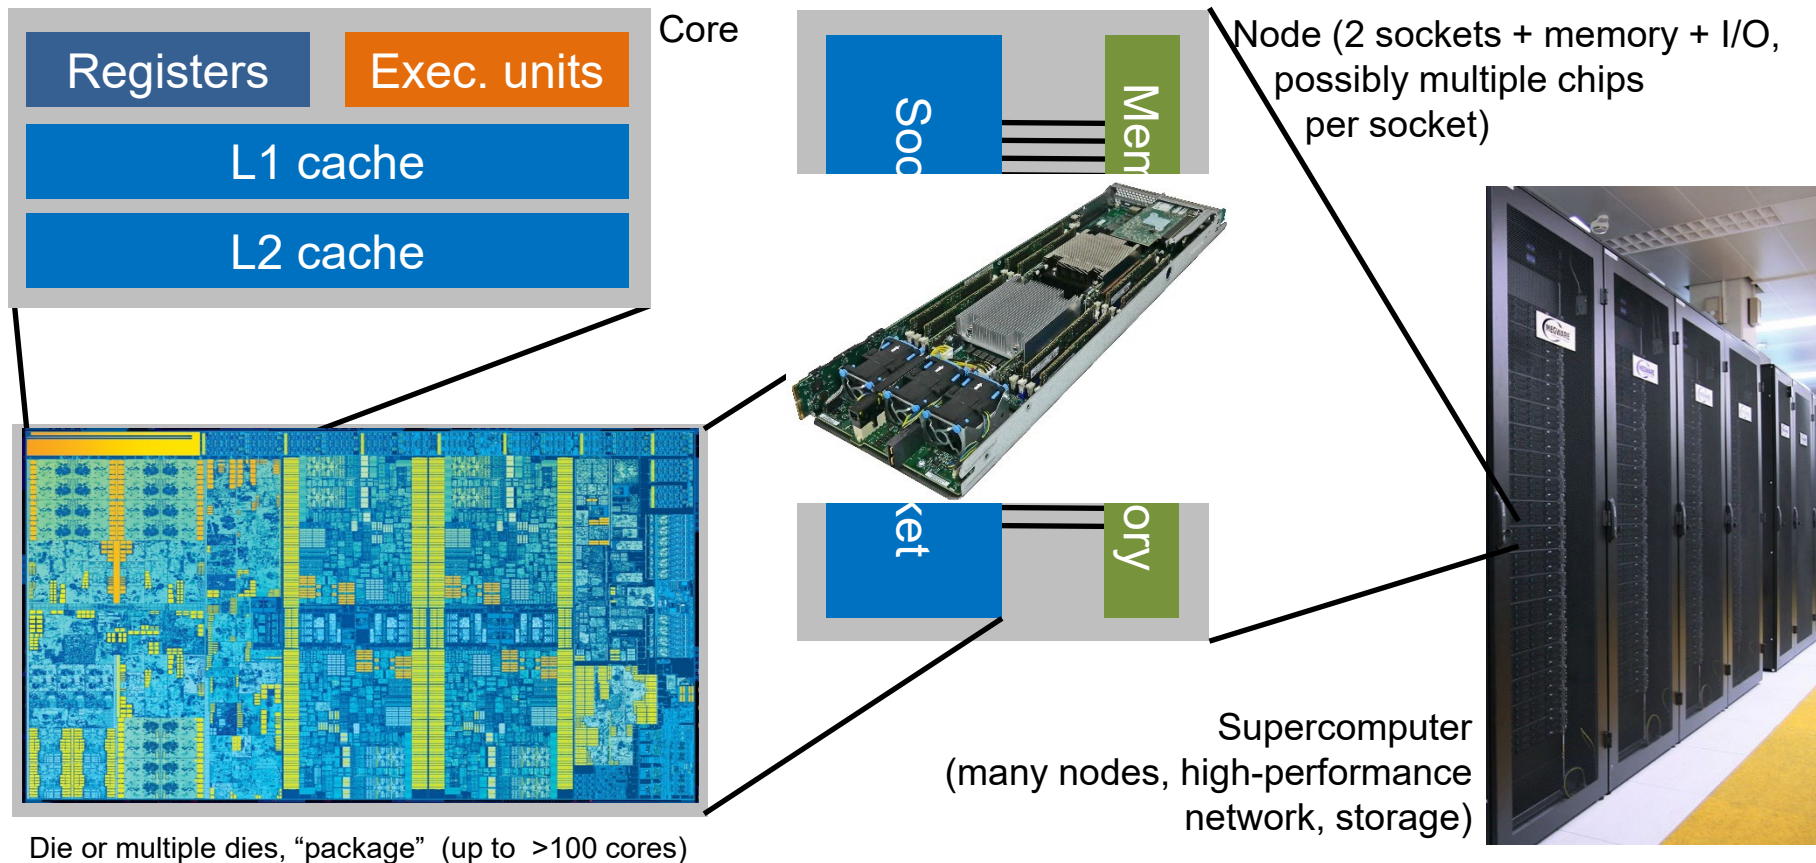 Core
Registers
Exec. units
L1 cache
L2 cache
Soc
ket
Mem
ory
Node (2 sockets + memory + I/O,
possibly multiple chips
per socket)
MEGWARE
Supercomputer
(many nodes, high-performance
network, storage)
Die or multiple dies, “package” (up to >100 cores)